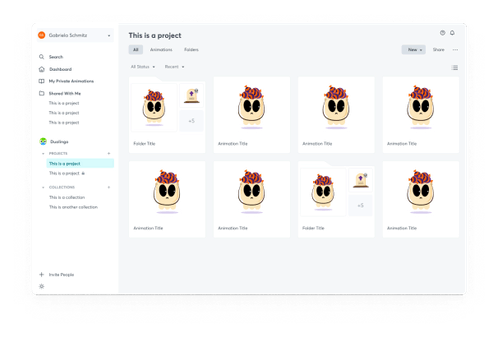 Gabriela Schmitz
Search
Dashboard
My Private Animations
Shared With Me
This is a project
This is a project
This is a project
Duolings
PROJECTS
This is a project
This is a project
COLLECTIONS
This is a collection
This is another collection
Invite People
This is a project
All
Animations
Folders
New
Share
All Status
Recent
+5
Folder Title
Animation Title
Animation Title
Animation Title
Animation Title
Animation Title
+5
Folder Title
Animation Title